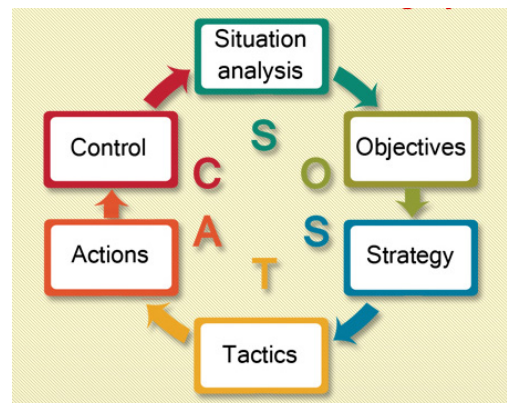 Situation
analysis
Objectives
Strategy
Tactics
Actions
Control
S
O
S
T
A
C